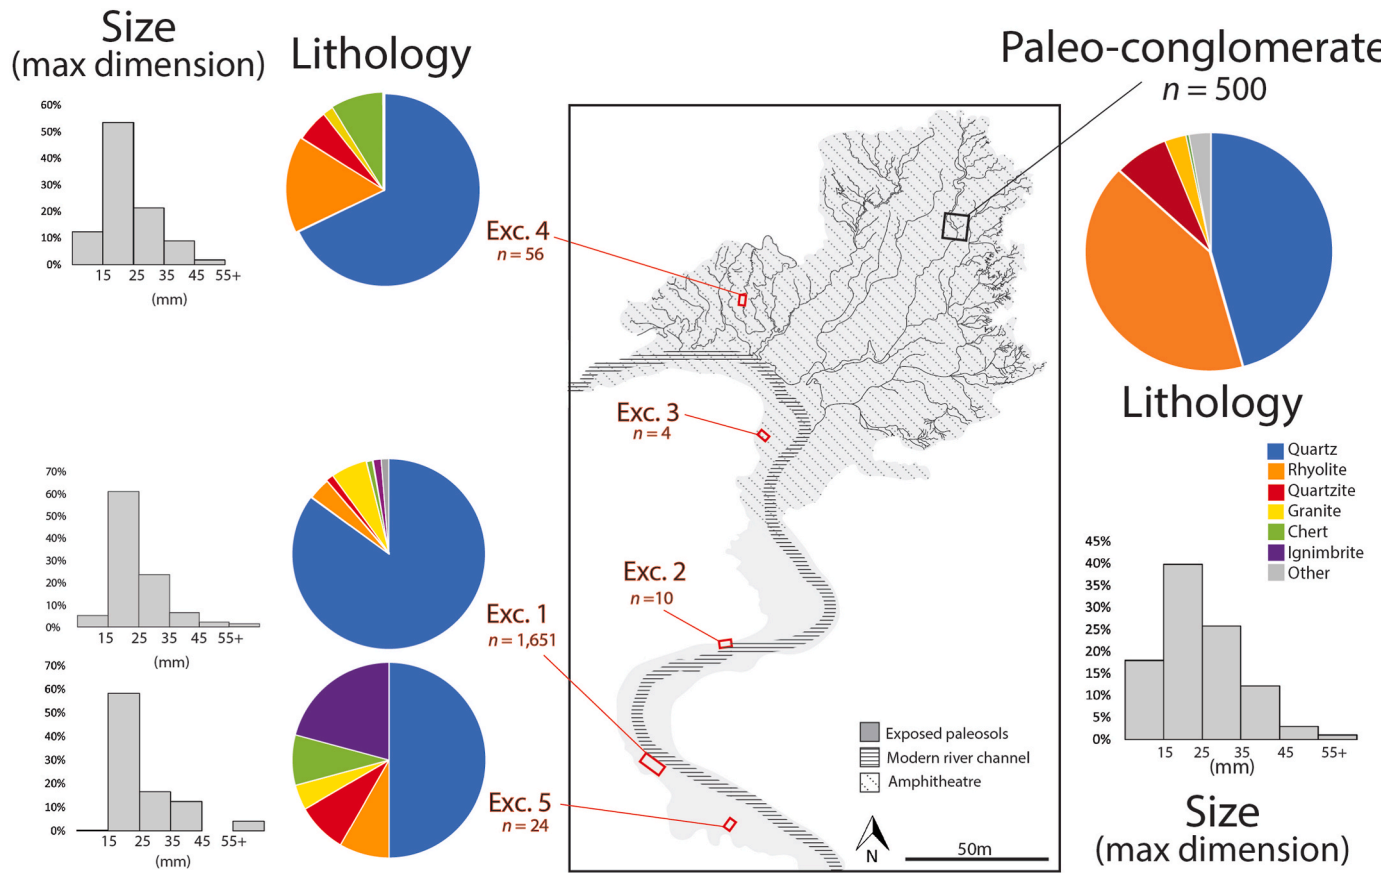 Size
(max dimension)
Lithology
60%
50%
40%
30%
20%
10%
0%
15 25 35 45 55+
(mm)
Exc. 4
n = 56
Paleo-conglomerate
n = 500
Lithology
Quartz
Rhyolite
Quartzite
Granite
Chert
Ignimbrite
Other
Exc. 3
n = 4
Exc. 2
n =10
Exc. 1
n = 1,651
Exc. 5
n = 24
70%
60%
50%
40%
30%
20%
10%
0%
15 25 35 45 55+
(mm)
70%
60%
50%
40%
30%
20%
10%
0%
15 25 35 45 55+
(mm)
Exposed paleosols
Modern river channel
Amphitheatre
N
50m
45%
40%
35%
30%
25%
20%
15%
10%
5%
0%
15 25 35 45 55+
(mm)
Size
(max dimension)